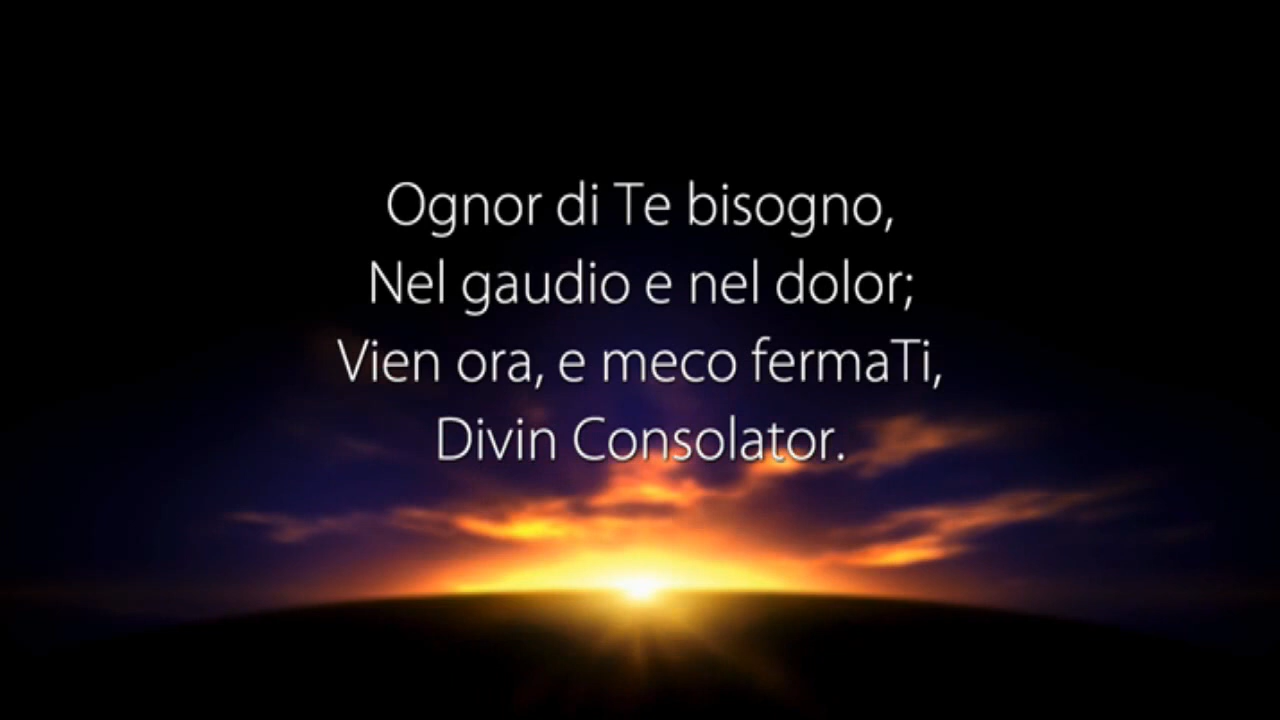 Ognor di Te bisogno,
Nel gaudio e nel dolor;
Vien ora, e meco fermaTi,
Divin Consolator.